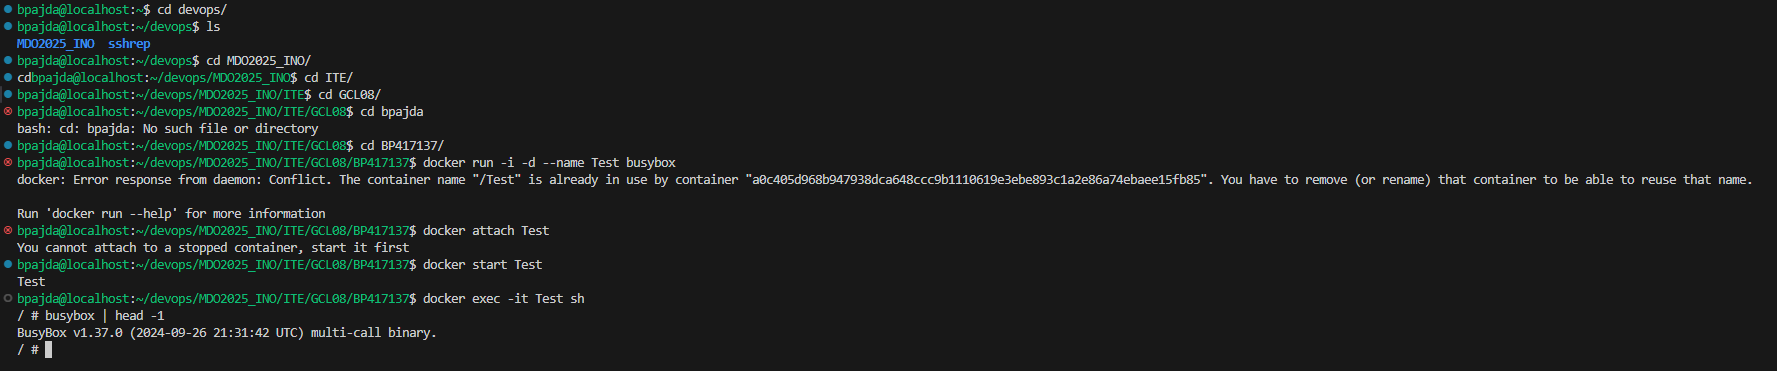 bpajda@localhost:~$ cd devops/
bpajda@localhost:~/devops$ ls
MDO2025_INO  sshrep
bpajda@localhost:~/devops$ cd MDO2025_INO/
cdbpajda@localhost:~/devops/MDO2025_INO$ cd ITE/
bpajda@localhost:~/devops/MDO2025_INO/ITE$ cd GCL08/
bpajda@localhost:~/devops/MDO2025_INO/ITE/GCL08$ cd bpajda
bash: cd: bpajda: No such file or directory
bpajda@localhost:~/devops/MDO2025_INO/ITE/GCL08$ cd BP417137/
bpajda@localhost:~/devops/MDO2025_INO/ITE/GCL08/BP417137$ docker run -i -d --name Test busybox
docker: Error response from daemon: Conflict. The container name "/Test" is already in use by container "a0c405d968b947938dca648ccc9b1110619e3ebe893c1a2e86a74ebaee15fb85". You have to remove (or rename) that container to be able to reuse that name.
Run 'docker run --help' for more information
bpajda@localhost:~/devops/MDO2025_INO/ITE/GCL08/BP417137$ docker attach Test
You cannot attach to a stopped container, start it first
bpajda@localhost:~/devops/MDO2025_INO/ITE/GCL08/BP417137$ docker start Test
Test
bpajda@localhost:~/devops/MDO2025_INO/ITE/GCL08/BP417137$ docker exec -it Test sh
/ # busybox | head -1
BusyBox v1.37.0 (2024-09-26 21:31:42 UTC) multi-call binary.
/ #